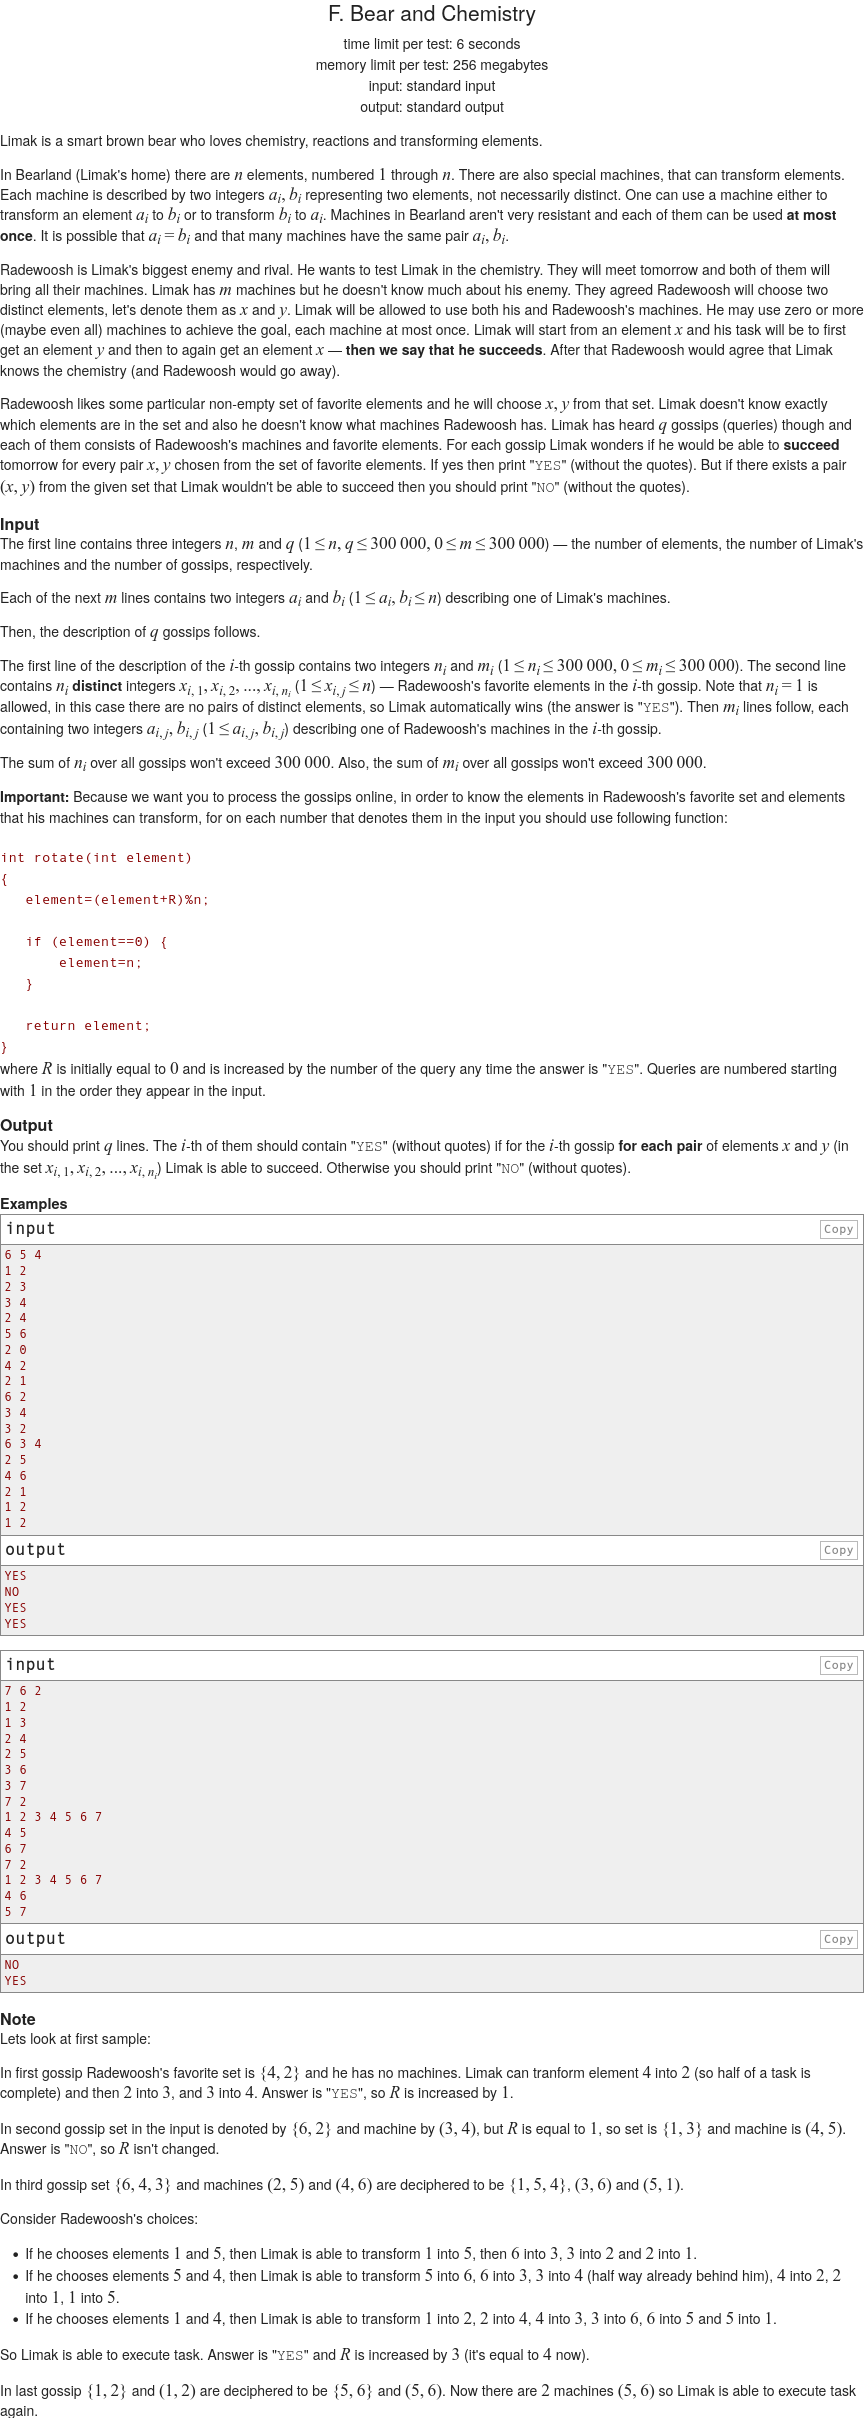 F. Bear and Chemistry
time limit per test: 6 seconds
memory limit per test: 256 megabytes
input: standard input
output: standard output
Limak is a smart brown bear who loves chemistry, reactions and transforming elements.
In Bearland (Limak's home) there are n elements, numbered 1 through n. There are also special machines, that can transform elements.
Each machine is described by two integers a_i, b_i representing two elements, not necessarily distinct. One can use a machine either to
transform an element a_i to b_i or to transform b_i to a_i. Machines in Bearland aren't very resistant and each of them can be used at most
once. It is possible that a_i = b_i and that many machines have the same pair a_i, b_i.
Radewoosh is Limak's biggest enemy and rival. He wants to test Limak in the chemistry. They will meet tomorrow and both of them will
bring all their machines. Limak has m machines but he doesn't know much about his enemy. They agreed Radewoosh will choose two
distinct elements, let's denote them as x and y. Limak will be allowed to use both his and Radewoosh's machines. He may use zero or more
(maybe even all) machines to achieve the goal, each machine at most once. Limak will start from an element x and his task will be to first
get an element y and then to again get an element x — then we say that he succeeds. After that Radewoosh would agree that Limak
knows the chemistry (and Radewoosh would go away).
Radewoosh likes some particular non-empty set of favorite elements and he will choose x, y from that set. Limak doesn't know exactly
which elements are in the set and also he doesn't know what machines Radewoosh has. Limak has heard q gossips (queries) though and
each of them consists of Radewoosh's machines and favorite elements. For each gossip Limak wonders if he would be able to succeed
tomorrow for every pair x, y chosen from the set of favorite elements. If yes then print "YES" (without the quotes). But if there exists a pair
(x, y) from the given set that Limak wouldn't be able to succeed then you should print "NO" (without the quotes).
Input
The first line contains three integers n, m and q (1 ≤ n, q ≤ 300 000, 0 ≤ m ≤ 300 000) — the number of elements, the number of Limak's
machines and the number of gossips, respectively.
Each of the next m lines contains two integers a_i and b_i (1 ≤ a_i, b_i ≤ n) describing one of Limak's machines.
Then, the description of q gossips follows.
The first line of the description of the i-th gossip contains two integers n_i and m_i (1 ≤ n_i ≤ 300 000, 0 ≤ m_i ≤ 300 000). The second line
contains n_i distinct integers x_{i, 1}, x_{i, 2}, ..., x_{i, n_i} (1 ≤ x_{i, j} ≤ n) — Radewoosh's favorite elements in the i-th gossip. Note that n_i = 1 is
allowed, in this case there are no pairs of distinct elements, so Limak automatically wins (the answer is "YES"). Then m_i lines follow, each
containing two integers a_{i, j}, b_{i, j} (1 ≤ a_{i, j}, b_{i, j}) describing one of Radewoosh's machines in the i-th gossip.
The sum of n_i over all gossips won't exceed 300 000. Also, the sum of m_i over all gossips won't exceed 300 000.
Important: Because we want you to process the gossips online, in order to know the elements in Radewoosh's favorite set and elements
that his machines can transform, for on each number that denotes them in the input you should use following function:
int rotate(int element)
{
element=(element+R)%n;
if (element==0) {
element=n;
}
return element;
}
where R is initially equal to 0 and is increased by the number of the query any time the answer is "YES". Queries are numbered starting
with 1 in the order they appear in the input.
Output
You should print q lines. The i-th of them should contain "YES" (without quotes) if for the i-th gossip for each pair of elements x and y (in
the set x_{i, 1}, x_{i, 2}, ..., x_{i, n_i}) Limak is able to succeed. Otherwise you should print "NO" (without quotes).
Examples
input
Copy
6 5 4
1 2
2 3
3 4
2 4
5 6
2 0
4 2
2 1
6 2
3 4
3 2
6 3 4
2 5
4 6
2 1
1 2
1 2
output
Copy
YES
NO
YES
YES
input
Copy
7 6 2
1 2
1 3
2 4
2 5
3 6
3 7
7 2
1 2 3 4 5 6 7
4 5
6 7
7 2
1 2 3 4 5 6 7
4 6
5 7
output
Copy
NO
YES
Note
Lets look at first sample:
In first gossip Radewoosh's favorite set is {4, 2} and he has no machines. Limak can tranform element 4 into 2 (so half of a task is
complete) and then 2 into 3, and 3 into 4. Answer is "YES", so R is increased by 1.
In second gossip set in the input is denoted by {6, 2} and machine by (3, 4), but R is equal to 1, so set is {1, 3} and machine is (4, 5).
Answer is "NO", so R isn't changed.
In third gossip set {6, 4, 3} and machines (2, 5) and (4, 6) are deciphered to be {1, 5, 4}, (3, 6) and (5, 1).
Consider Radewoosh's choices:
• If he chooses elements 1 and 5, then Limak is able to transform 1 into 5, then 6 into 3, 3 into 2 and 2 into 1.
• If he chooses elements 5 and 4, then Limak is able to transform 5 into 6, 6 into 3, 3 into 4 (half way already behind him), 4 into 2, 2
into 1, 1 into 5.
• If he chooses elements 1 and 4, then Limak is able to transform 1 into 2, 2 into 4, 4 into 3, 3 into 6, 6 into 5 and 5 into 1.
So Limak is able to execute task. Answer is "YES" and R is increased by 3 (it's equal to 4 now).
In last gossip {1, 2} and (1, 2) are deciphered to be {5, 6} and (5, 6). Now there are 2 machines (5, 6) so Limak is able to execute task
again.